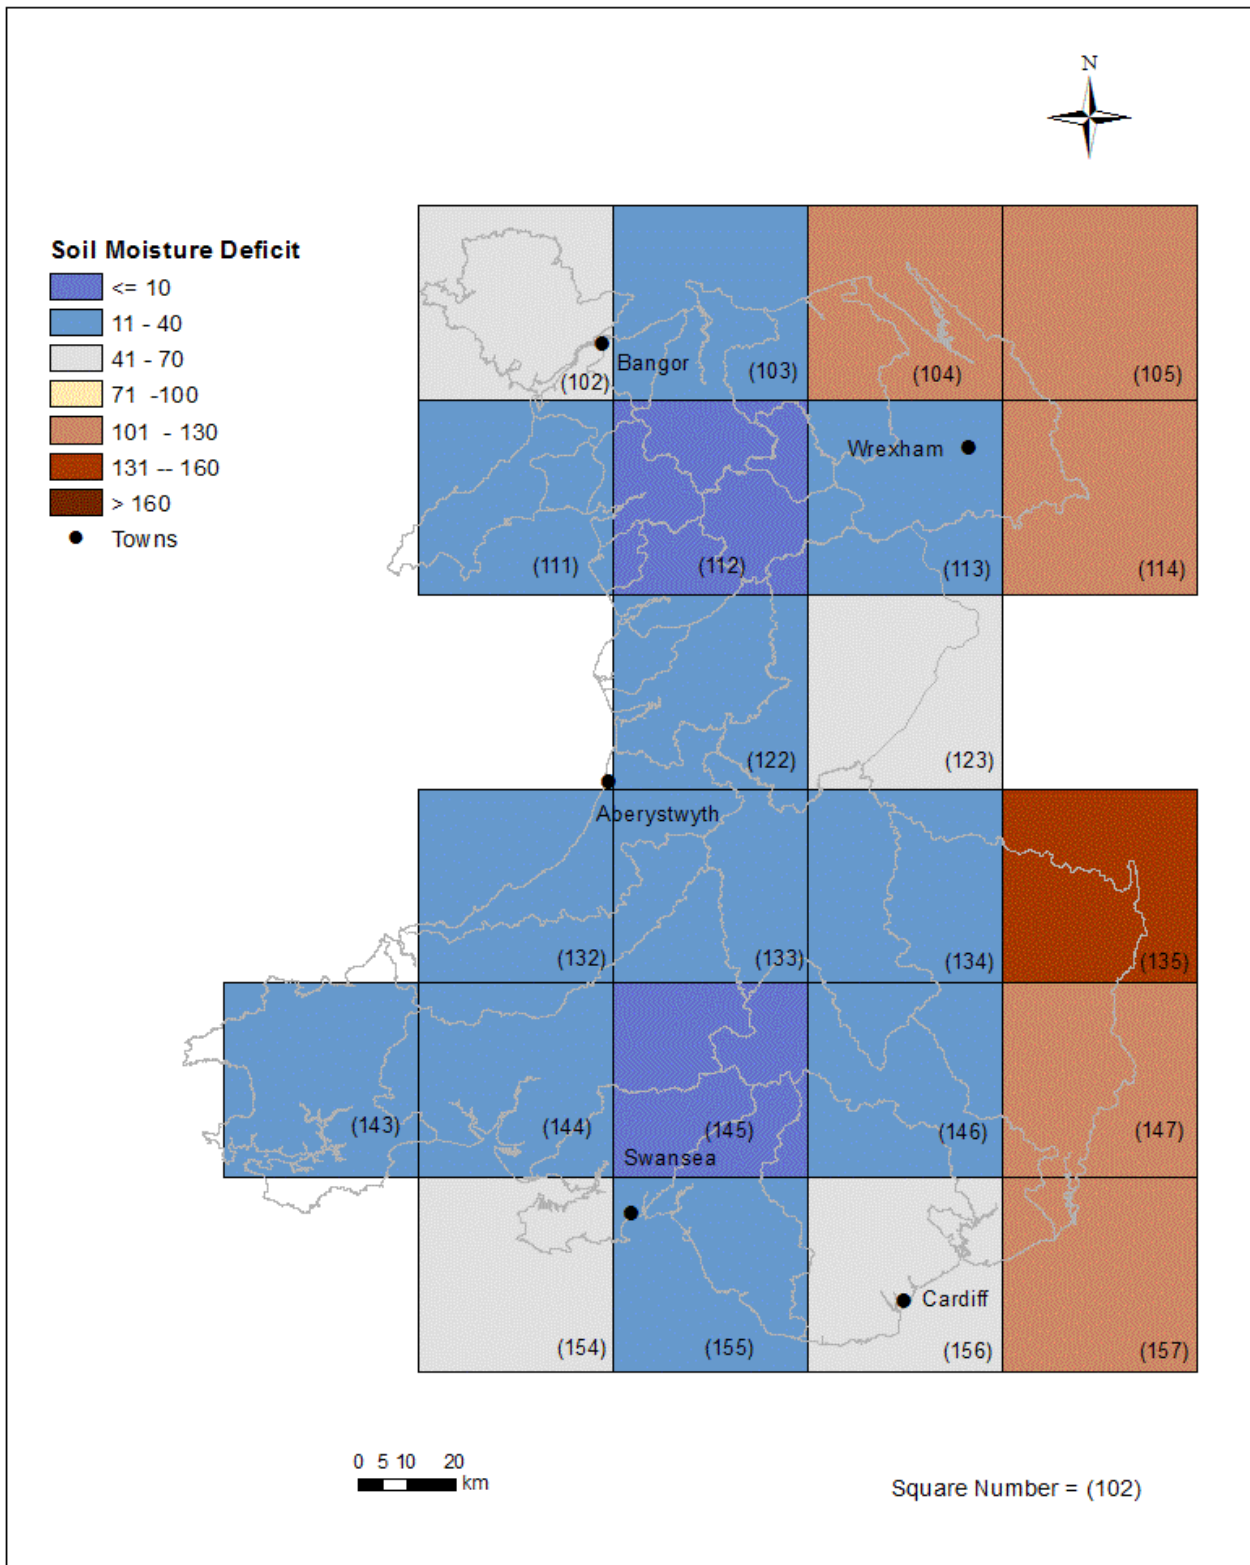 N
Soil Moisture Deficit
<= 10
11 - 40
41 - 70
71 -100
101 - 130
131 -- 160
> 160
Towns
Bangor
(102)
(103)
(104)
(105)
Wrexham
(111)
(112)
(113)
(114)
(122)
(123)
Aberystwyth
(132)
(133)
(134)
(135)
(143)
(144)
(145)
(146)
(147)
Swansea
Cardiff
(154)
(155)
(156)
(157)
0 5 10 20
km
Square Number = (102)